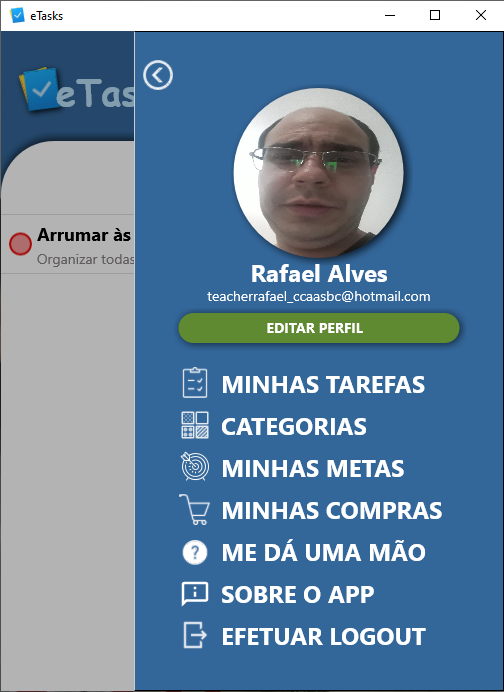 eTasks
eTas
Arrumar às
Organizar todas
Rafael Alves
teacherrafael_ccaasbc@hotmail.com
EDITAR PERFIL
MINHAS TAREFAS
CATEGORIAS
MINHAS METAS
MINHAS COMPRAS
ME DÁ UMA MÃO
SOBRE O APP
EFETUAR LOGOUT